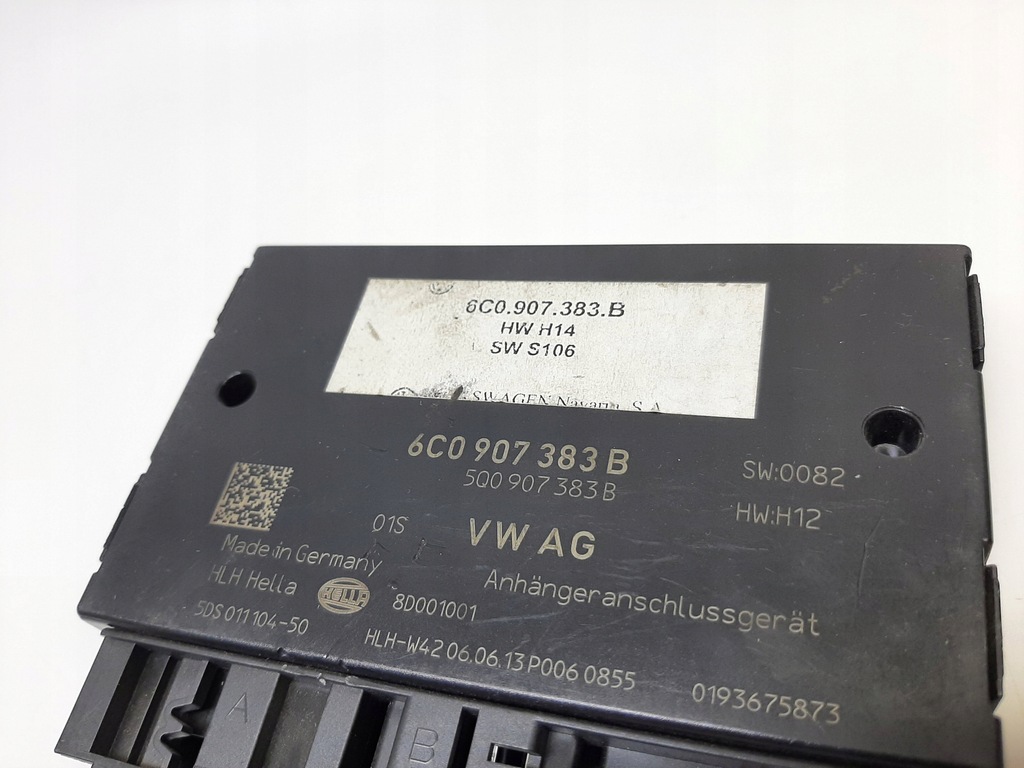 6C0.907.383.B
HW H14
SW S106
SWAGEN Navarra, S.A.
6C0 907 383 B
5Q0 907 383 B
SW:0082
HW:H12
01S
VW AG
Made in Germany
HLH Hella
HELLA
8D001001
Anhängeranschlussgerät
5DS 011 104-50
HLH-W42 06.06.13 P006 0855
0193675873
A
B